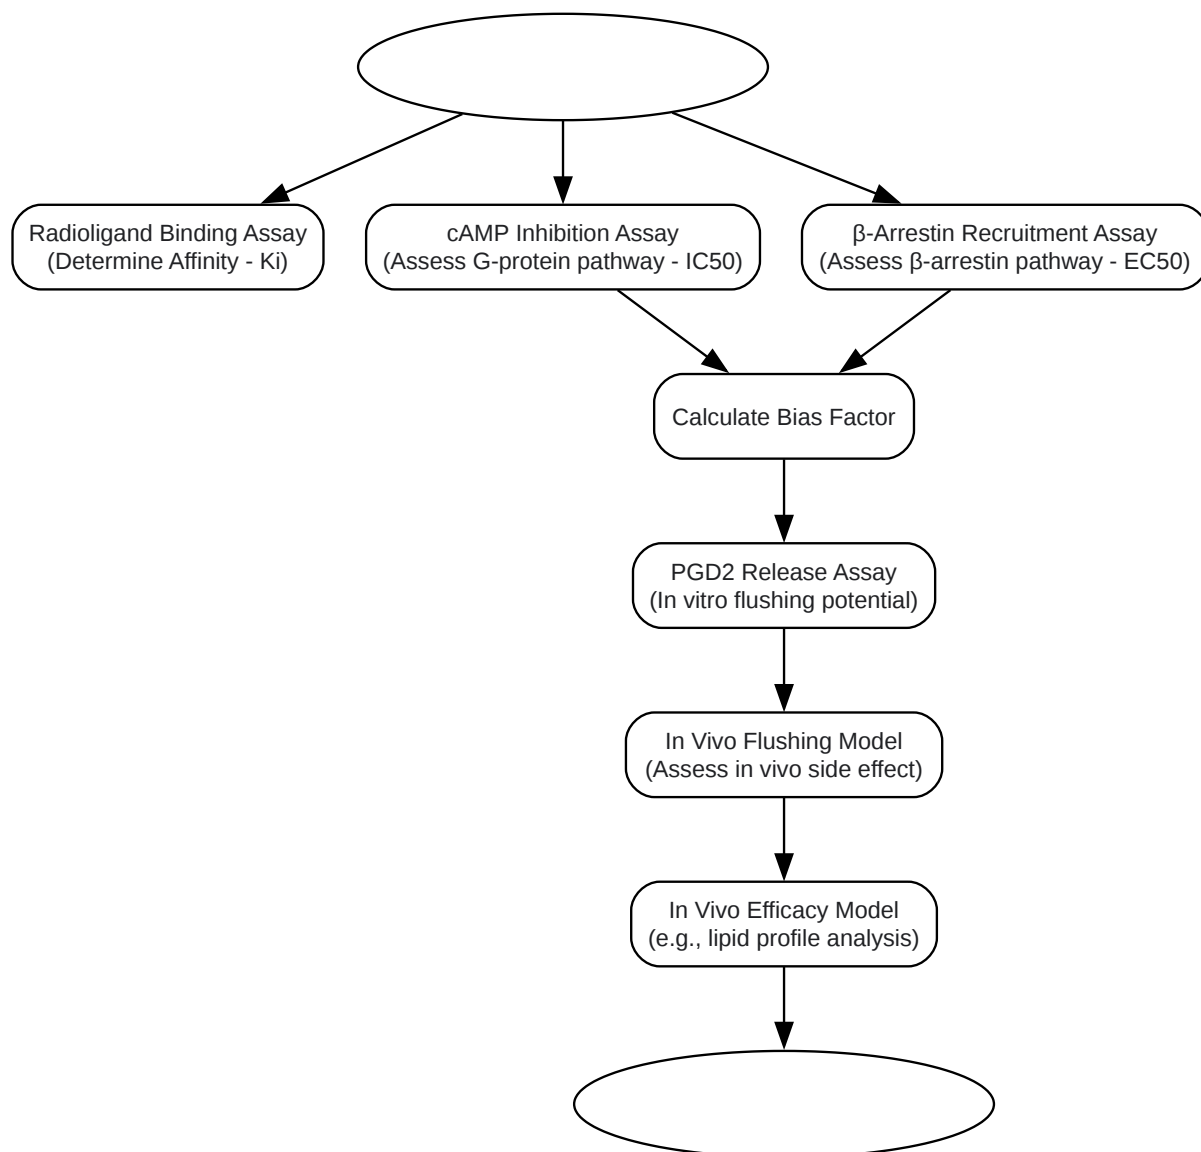 Radioligand Binding Assay
(Determine Affinity - Ki)
cAMP Inhibition Assay
(Assess G-protein pathway - IC50)
β-Arrestin Recruitment Assay
(Assess β-arrestin pathway - EC50)
Calculate Bias Factor
PGD2 Release Assay
(In vitro flushing potential)
In Vivo Flushing Model
(Assess in vivo side effect)
In Vivo Efficacy Model
(e.g., lipid profile analysis)